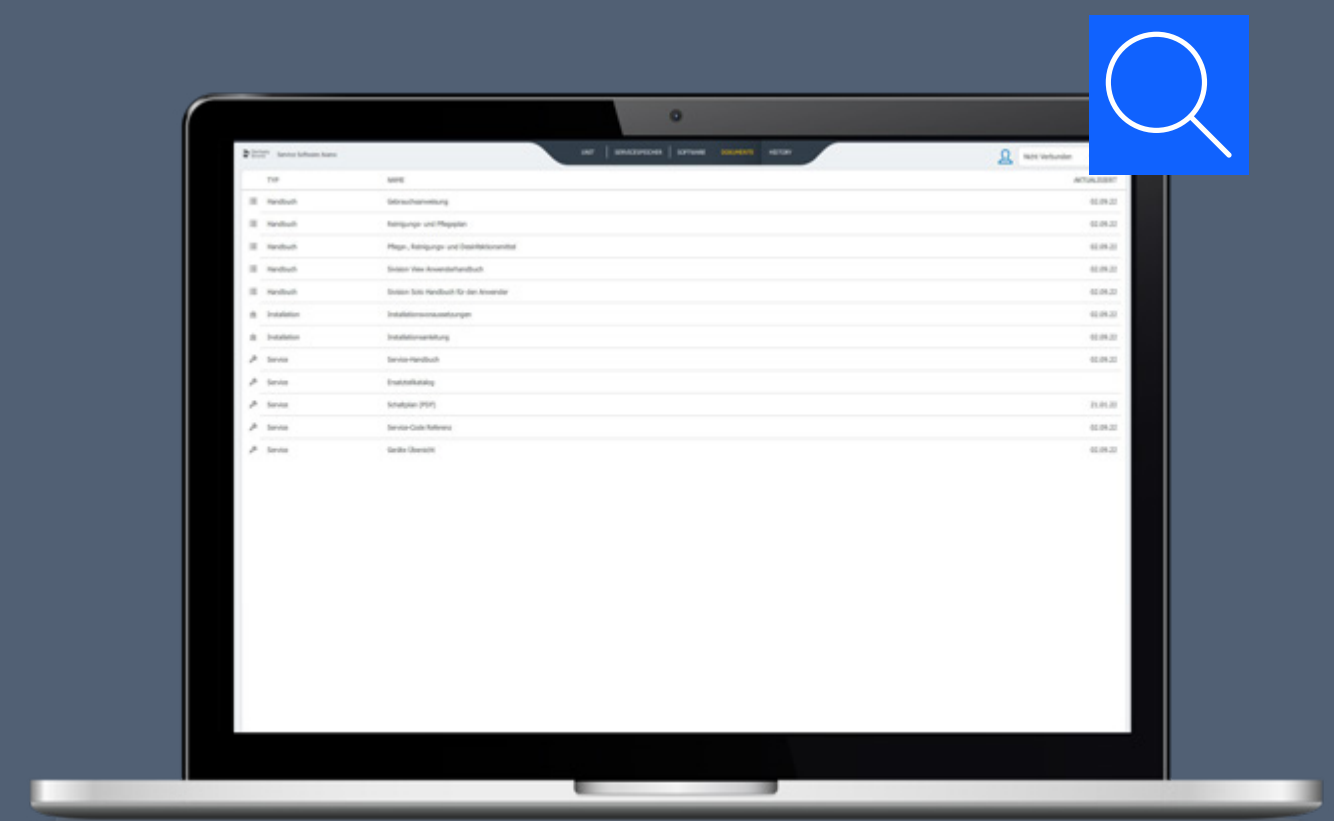 Service Software Axano
UNIT SERVICESPEICHER SOFTWARE DOKUMENTE HISTORY
Nicht Verbunden
TYP NAME AKTUALISIERT
Handbuch Gebrauchsanweisung 02.09.22
Handbuch Reinigungs- und Pflegeplan 02.09.22
Handbuch Pflege-, Reinigungs- und Desinfektionsmittel 02.09.22
Handbuch Sivision View Anwenderhandbuch 02.09.22
Handbuch Sivision Solo Handbuch für den Anwender 02.09.22
Installation Installationsvoraussetzungen 02.09.22
Installation Installationsanleitung 02.09.22
Service Service-Handbuch 02.09.22
Service Ersatzteilkatalog
Service Schaltplan (PDF) 21.01.22
Service Service-Code Referenz 02.09.22
Service Geräte Übersicht 02.09.22